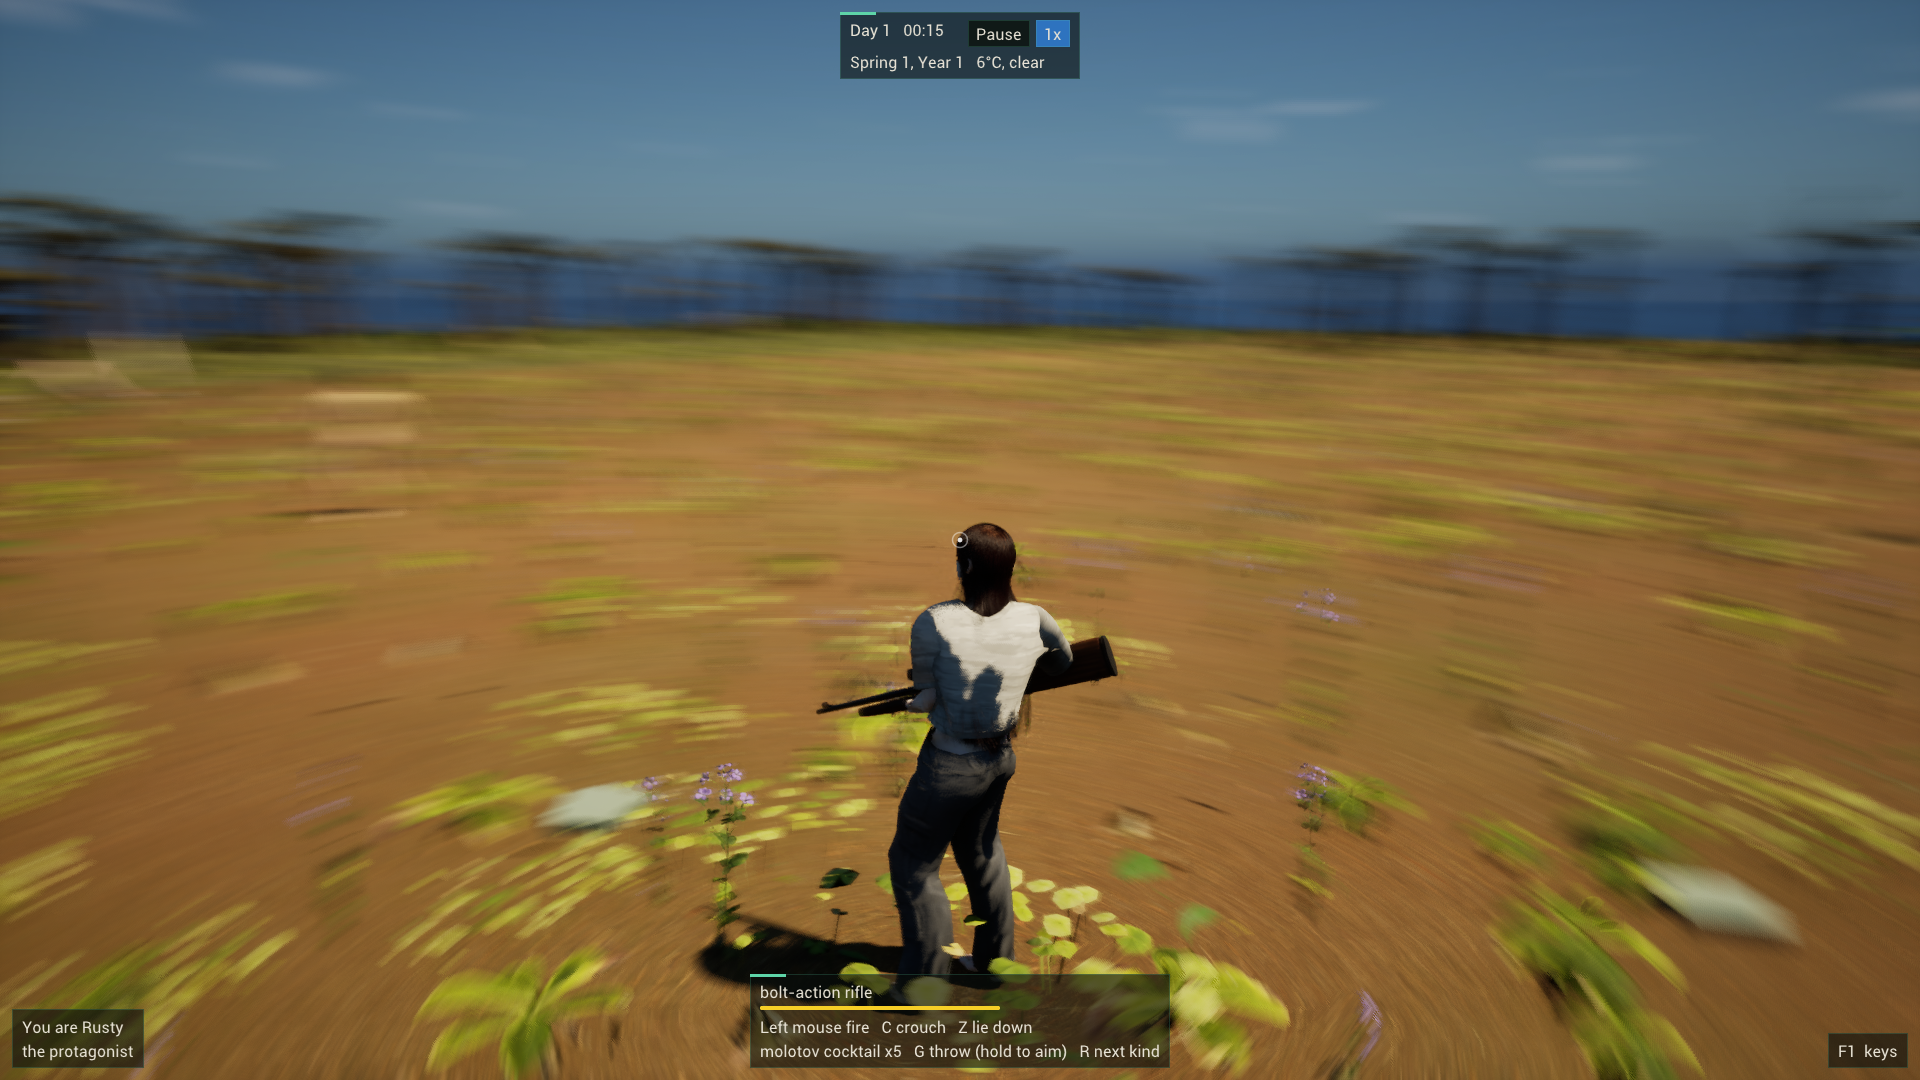 Day 1 00:15 Pause 1x
Spring 1, Year 1 6°C, clear
bolt-action rifle
Left mouse fire C crouch Z lie down
molotov cocktail x5 G throw (hold to aim) R next kind
You are Rusty
the protagonist
F1 keys